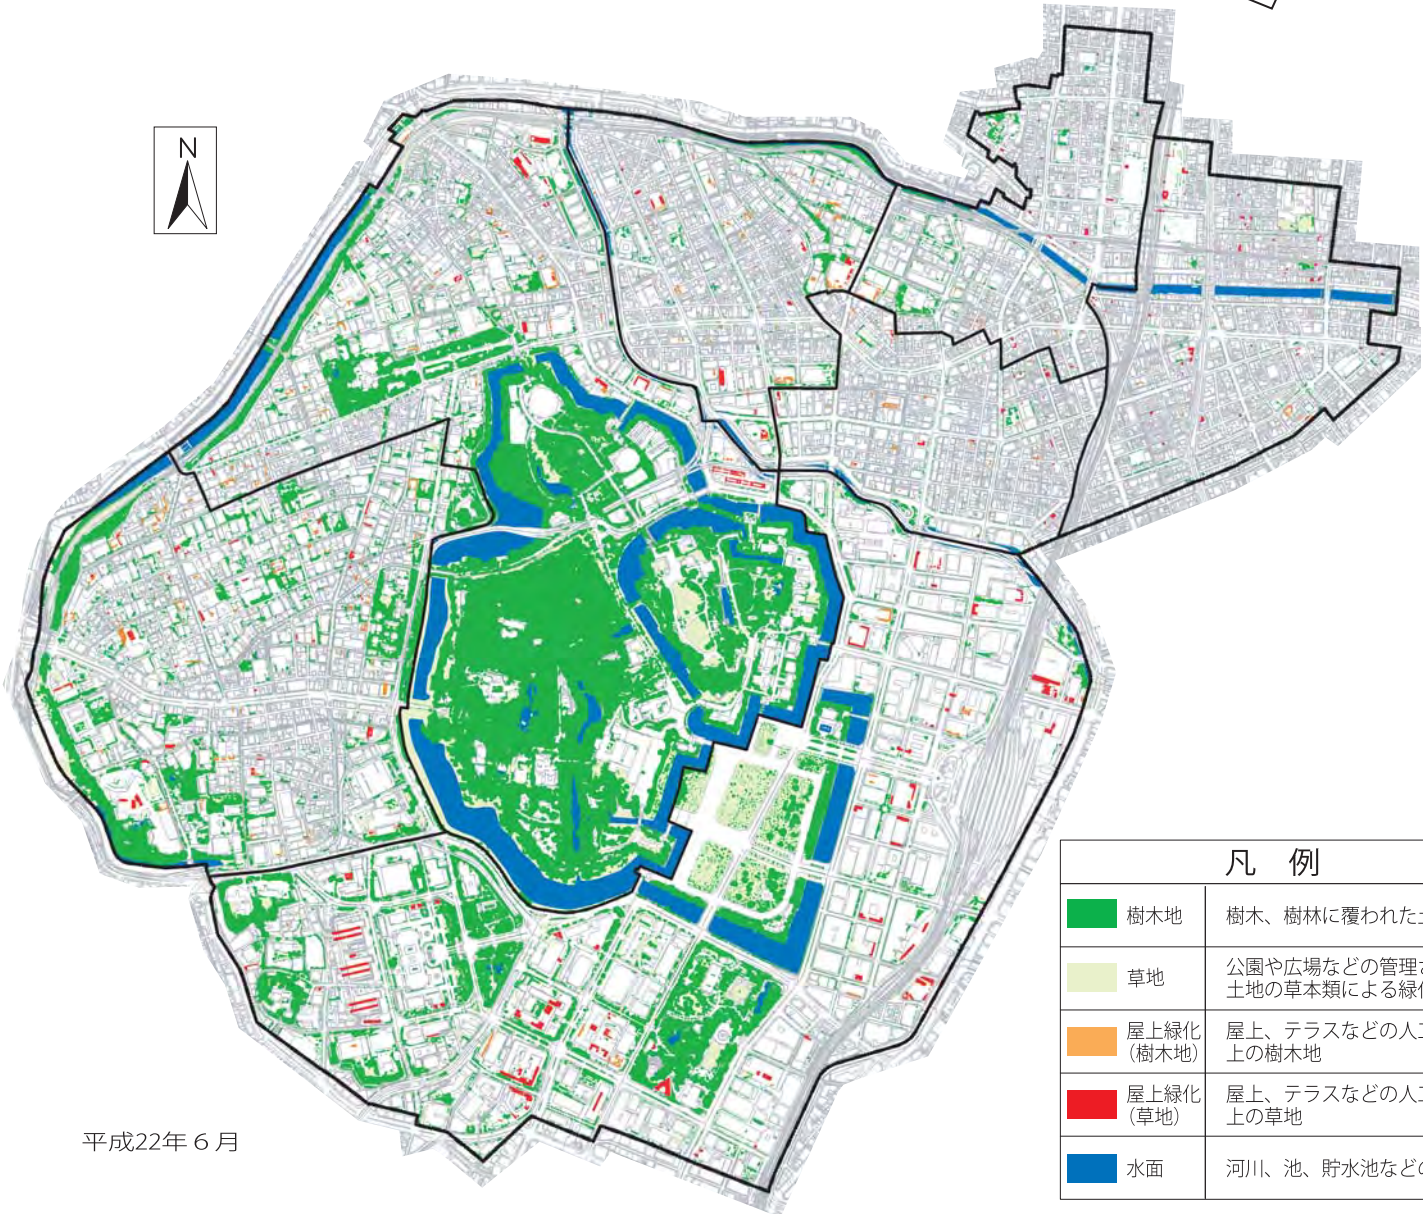 N
凡 例
樹木地
樹木、樹林に覆われた
草地
公園や広場などの管理
土地の草本類による緑
屋上緑化
(樹木地)
屋上、テラスなどの人
上の樹木地
屋上緑化
(草地)
屋上、テラスなどの人
上の草地
水面
河川、池、貯水池などの
平成22年6月